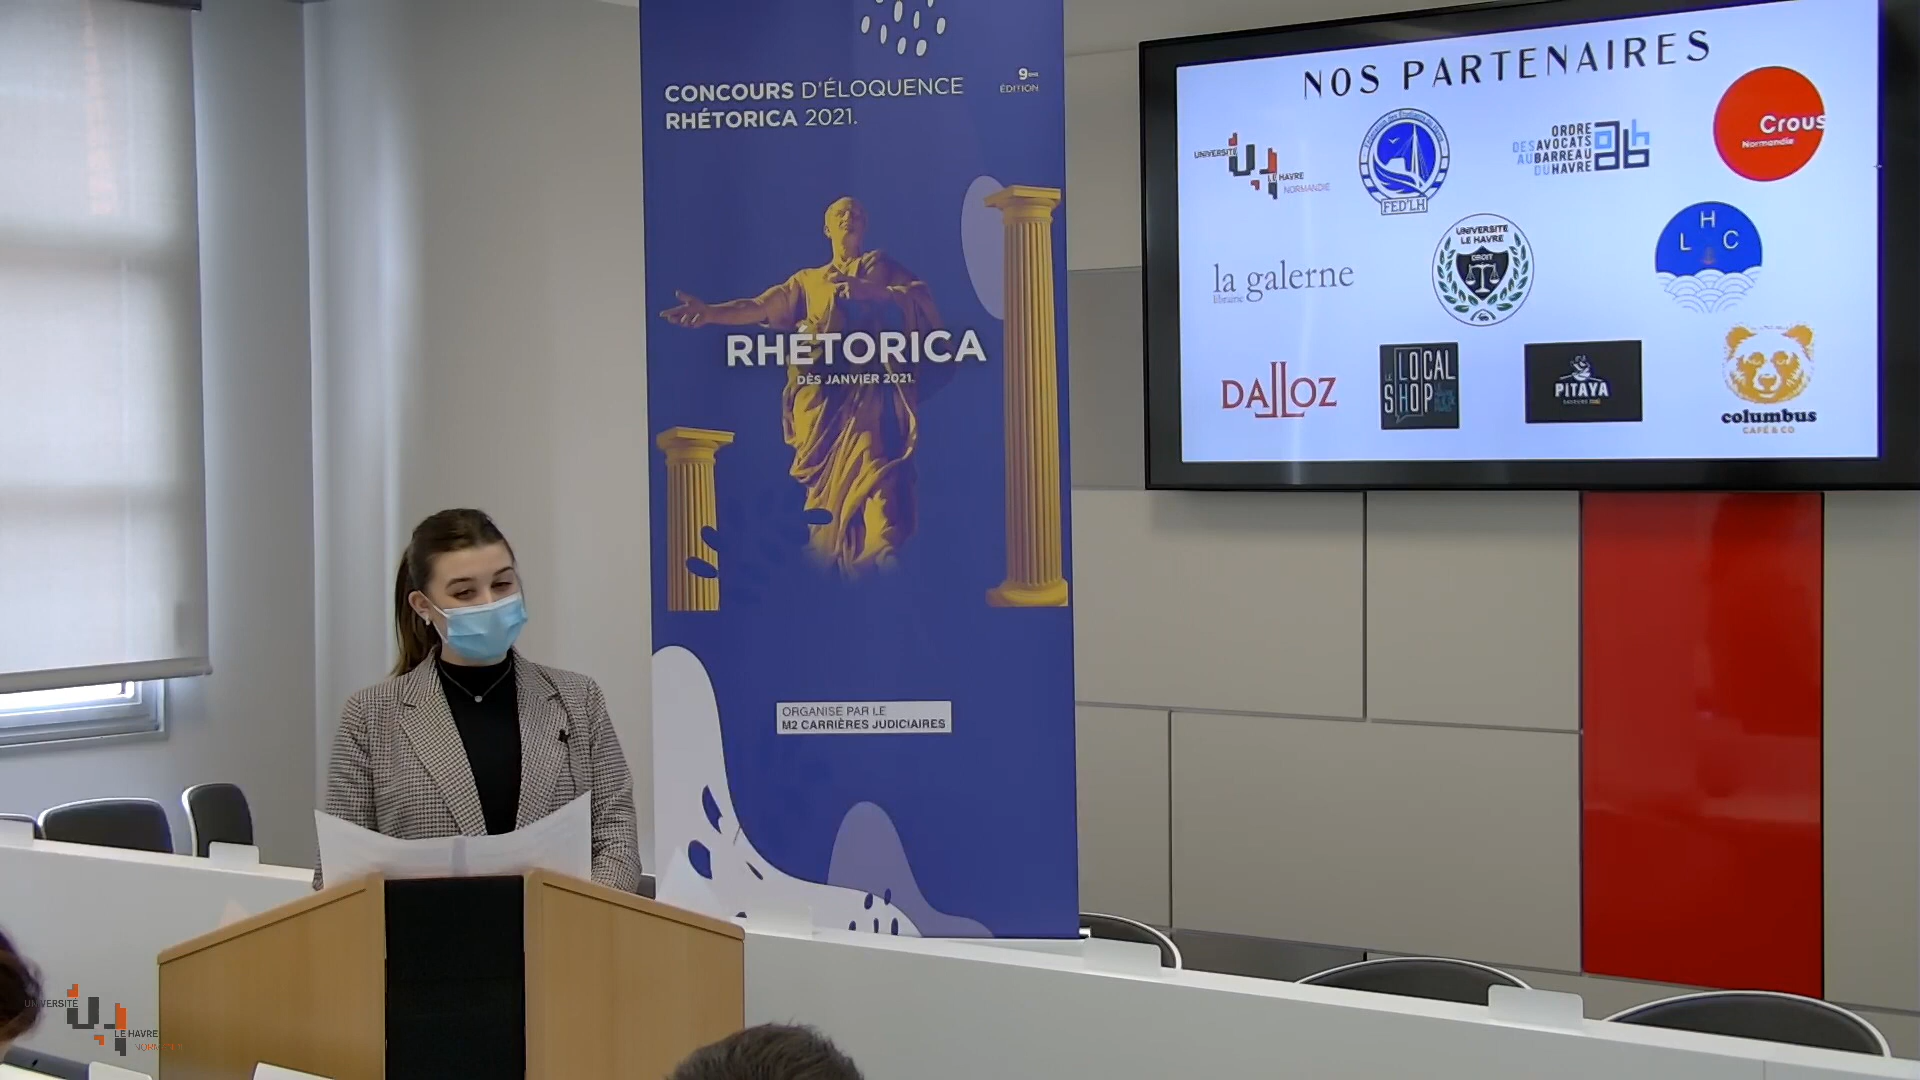 CONCOURS D'ÉLOQUENCE
RHÉTORICA 2021.
9ème
ÉDITION
RHÉTORICA
DÈS JANVIER 2021.
ORGANISÉ PAR LE
M2 CARRIÈRES JUDICIAIRES
NOS PARTENAIRES
UNIVERSITÉ
LE HAVRE
NORMANDIE
FED'LH
ORDRE
DES AVOCATS
AU BARREAU
DU HAVRE
Crous
Normandie
la galerne
librairie
UNIVERSITÉ
LE HAVRE
DROIT
L H C
DALLOZ
LE LOCAL
SHOP
PITAYA
columbus
CAFÉ & CO
UNIVERSITÉ
LE HAVRE
NORMANDIE